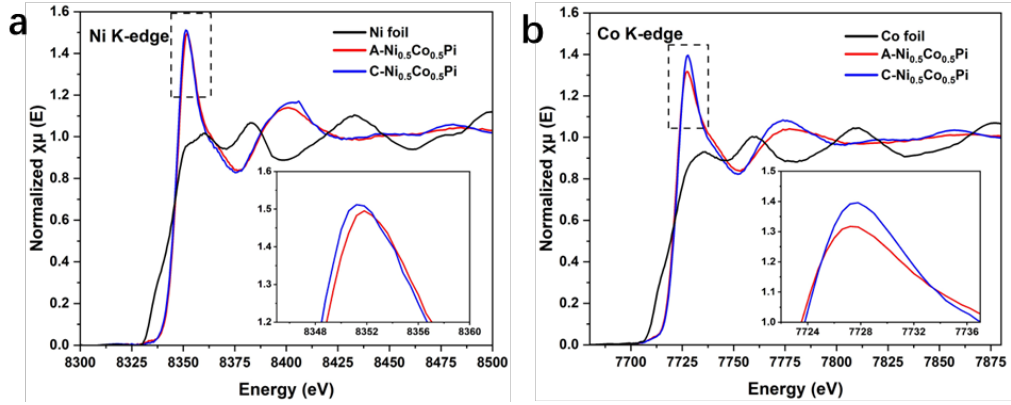 a
Ni K-edge
Ni foil
A-Ni0.5Co0.5Pi
C-Ni0.5Co0.5Pi
Normalized χμ (E)
1.6
1.4
1.2
1.0
0.8
0.6
0.4
0.2
0.0
8300 8325 8350 8375 8400 8425 8450 8475 8500
Energy (eV)
1.6
1.5
1.4
1.3
1.2
8348 8352 8356 8360
b
Co K-edge
Co foil
A-Ni0.5Co0.5Pi
C-Ni0.5Co0.5Pi
Normalized χμ (E)
1.6
1.4
1.2
1.0
0.8
0.6
0.4
0.2
0.0
7700 7725 7750 7775 7800 7825 7850 7875
Energy (eV)
1.5
1.4
1.3
1.2
1.1
1.0
7724 7728 7732 7736